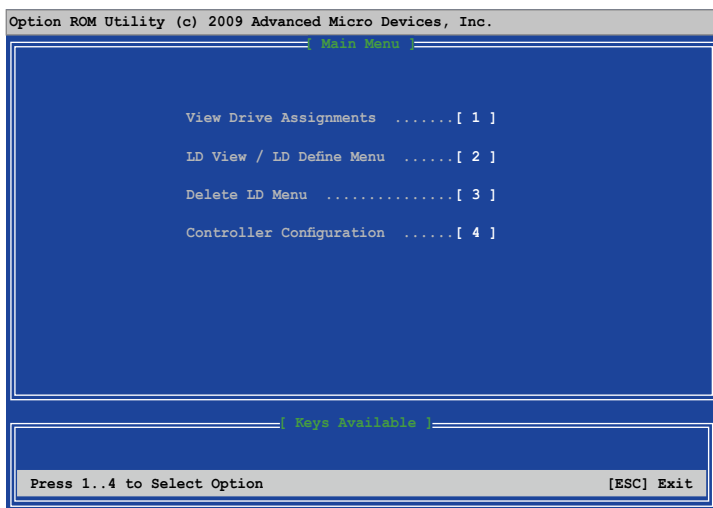 Option ROM Utility (c) 2009 Advanced Micro Devices, Inc.
[ Main Menu ]
View Drive Assignments .......[ 1 ]
LD View / LD Define Menu ......[ 2 ]
Delete LD Menu ...............[ 3 ]
Controller Configuration ......[ 4 ]
[ Keys Available ]
Press 1..4 to Select Option [ESC] Exit